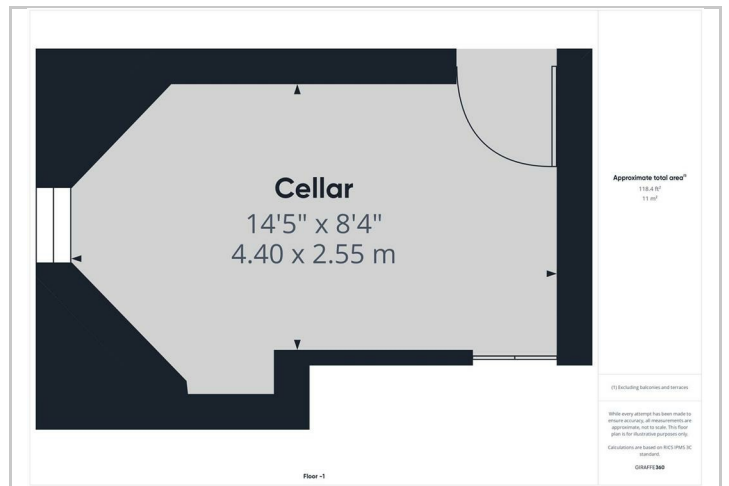 Cellar
14'5" x 8'4"
4.40 x 2.55 m
Floor -1
Approximate total area(1)
118.4 ft²
11 m²
(1) Excluding balconies and terraces
While every attempt has been made to
ensure accuracy, all measurements are
approximate, not to scale. This floor
plan is for illustrative purposes only.
Calculations are based on RICS IPMS 3C
standard.
GIRAFFE360